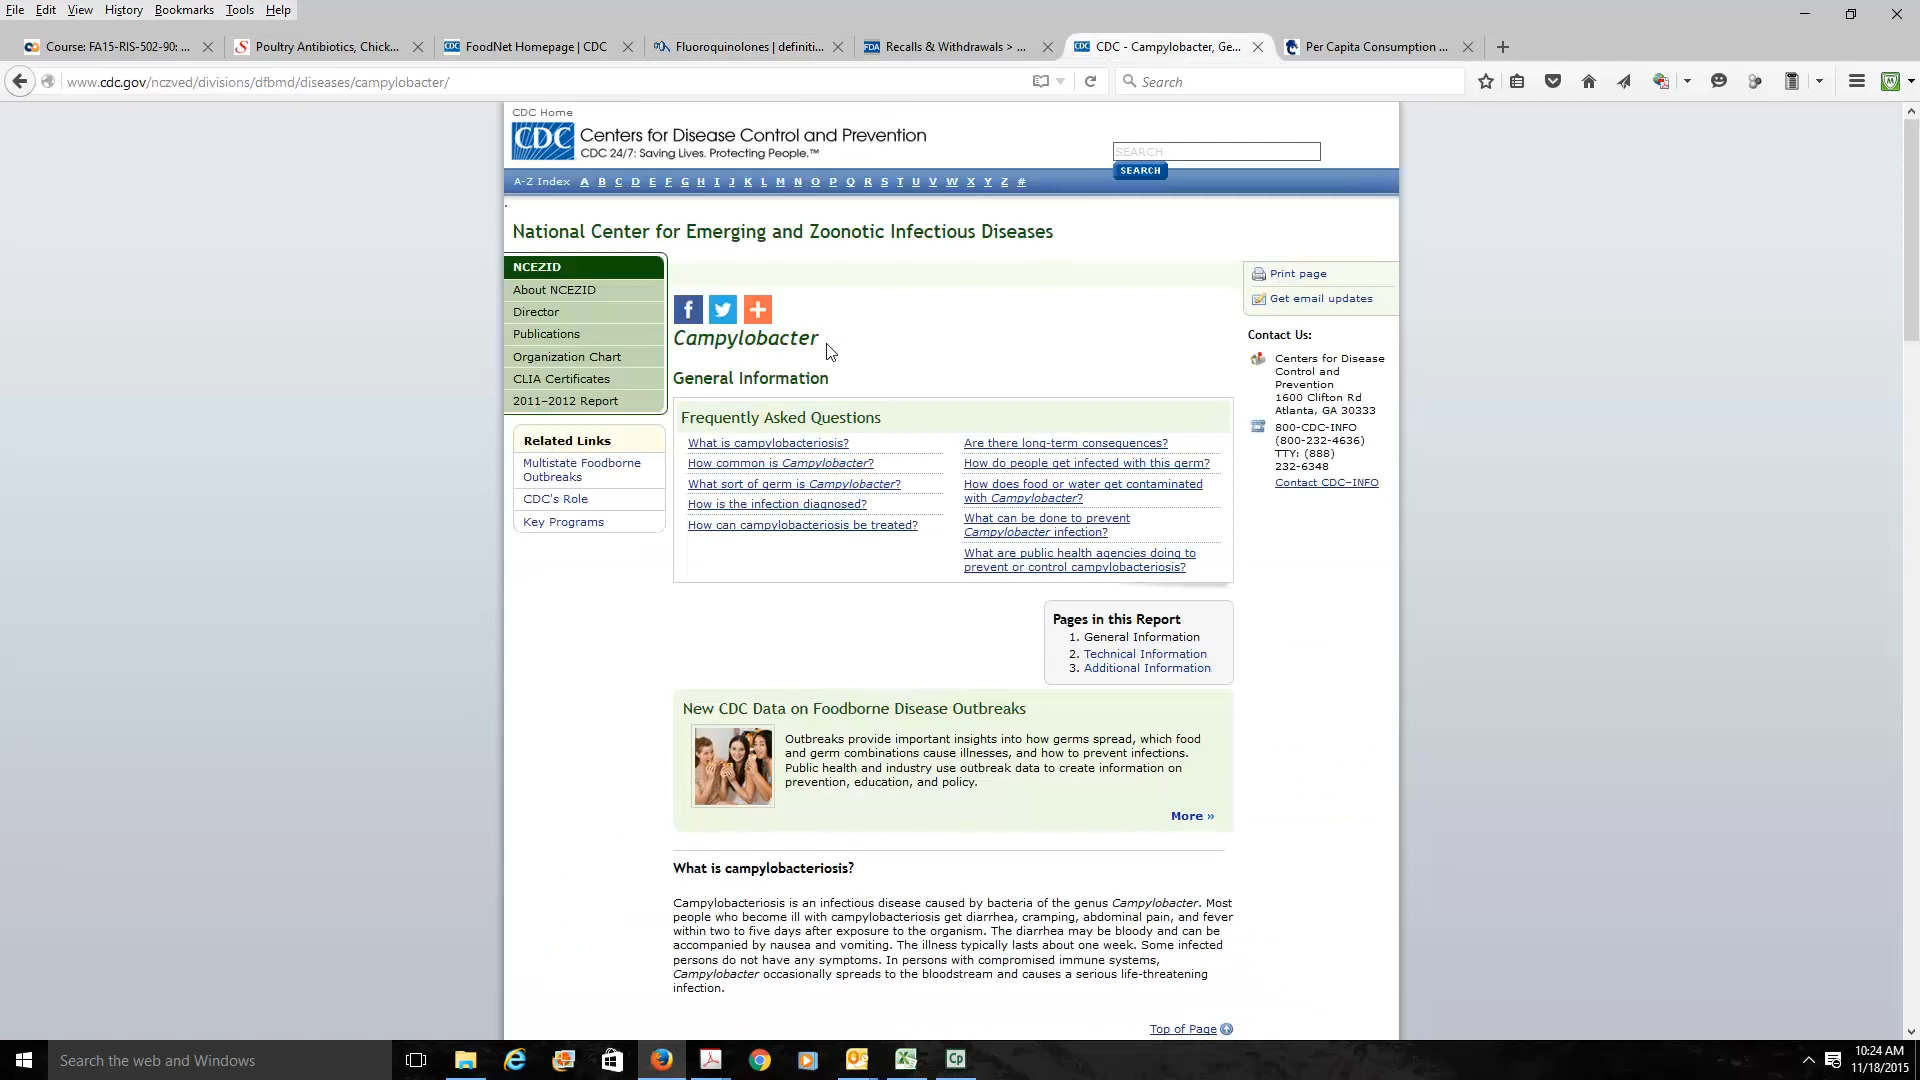 File Edit View History Bookmarks Tools Help
Course: FA15-RIS-502-90: ...
Poultry Antibiotics, Chick...
FoodNet Homepage | CDC
Fluoroquinolones | definiti...
Recalls & Withdrawals > ...
CDC - Campylobacter, Ge...
Per Capita Consumption ...
www.cdc.gov/nczved/divisions/dfbmd/diseases/campylobacter/
Search
CDC Home
CDC Centers for Disease Control and Prevention
CDC 24/7: Saving Lives. Protecting People.™
SEARCH
SEARCH
A-Z Index A B C D E F G H I J K L M N O P Q R S T U V W X Y Z #
National Center for Emerging and Zoonotic Infectious Diseases
NCEZID
About NCEZID
Director
Publications
Organization Chart
CLIA Certificates
2011–2012 Report
Related Links
Multistate Foodborne
Outbreaks
CDC's Role
Key Programs
Campylobacter
General Information
Frequently Asked Questions
What is campylobacteriosis?
How common is Campylobacter?
What sort of germ is Campylobacter?
How is the infection diagnosed?
How can campylobacteriosis be treated?
Are there long-term consequences?
How do people get infected with this germ?
How does food or water get contaminated
with Campylobacter?
What can be done to prevent
Campylobacter infection?
What are public health agencies doing to
prevent or control campylobacteriosis?
Pages in this Report
1. General Information
2. Technical Information
3. Additional Information
New CDC Data on Foodborne Disease Outbreaks
Outbreaks provide important insights into how germs spread, which food
and germ combinations cause illnesses, and how to prevent infections.
Public health and industry use outbreak data to create information on
prevention, education, and policy.
More »
What is campylobacteriosis?
Campylobacteriosis is an infectious disease caused by bacteria of the genus Campylobacter. Most
people who become ill with campylobacteriosis get diarrhea, cramping, abdominal pain, and fever
within two to five days after exposure to the organism. The diarrhea may be bloody and can be
accompanied by nausea and vomiting. The illness typically lasts about one week. Some infected
persons do not have any symptoms. In persons with compromised immune systems,
Campylobacter occasionally spreads to the bloodstream and causes a serious life-threatening
infection.
Top of Page
Print page
Get email updates
Contact Us:
Centers for Disease
Control and
Prevention
1600 Clifton Rd
Atlanta, GA 30333
800-CDC-INFO
(800-232-4636)
TTY: (888)
232-6348
Contact CDC–INFO
Search the web and Windows
10:24 AM
11/18/2015